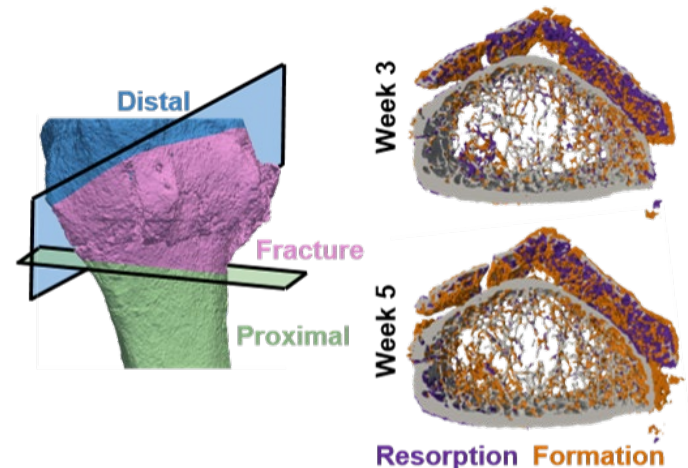 Distal
Fracture
Proximal
Week 3
Week 5
Resorption Formation